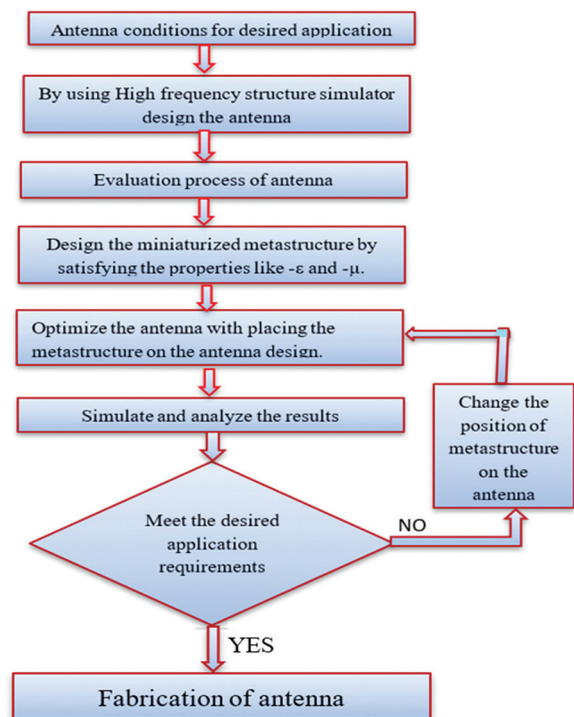 Antenna conditions for desired application
By using High frequency structure simulator
design the antenna
Evaluation process of antenna
Design the miniaturized metastructure by
satisfying the properties like -ε and -μ.
Optimize the antenna with placing the
metastructure on the antenna design.
Simulate and analyze the results
Change the
position of
metastructure
on the
antenna
Meet the desired
application
requirements
NO
YES
Fabrication of antenna